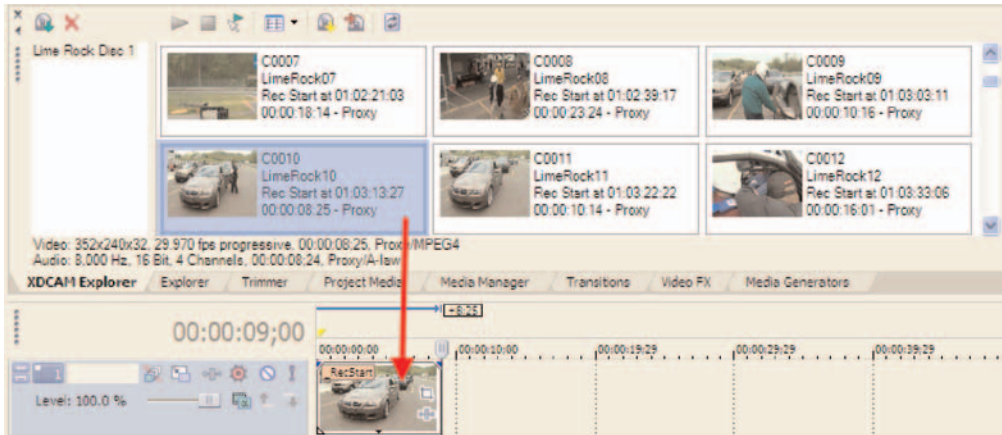 Lime Rock Disc 1
C0007
LimeRock07
Rec Start at 01:02:21:03
00:00:18:14 - Proxy
C0008
LimeRock08
Rec Start at 01:02:39:17
00:00:23:24 - Proxy
C0009
LimeRock09
Rec Start at 01:03:03:11
00:00:10:16 - Proxy
C0010
LimeRock10
Rec Start at 01:03:13:27
00:00:08:25 - Proxy
C0011
LimeRock11
Rec Start at 01:03:22:22
00:00:10:14 - Proxy
C0012
LimeRock12
Rec Start at 01:03:33:06
00:00:16:01 - Proxy
Video: 352x240x32, 29.970 fps progressive, 00:00:08:25, Proxy/MPEG4
Audio: 8,000 Hz, 16 Bit, 4 Channels, 00:00:08:24, Proxy/A-law
XDCAM Explorer Explorer Trimmer Project Media Media Manager Transitions Video FX Media Generators
+8:25
00:00:09;00
00:00:00:00 00:00:10:00 00:00:19:29 00:00:29:29 00:00:39:29
1
RecStart
Level: 100.0 %